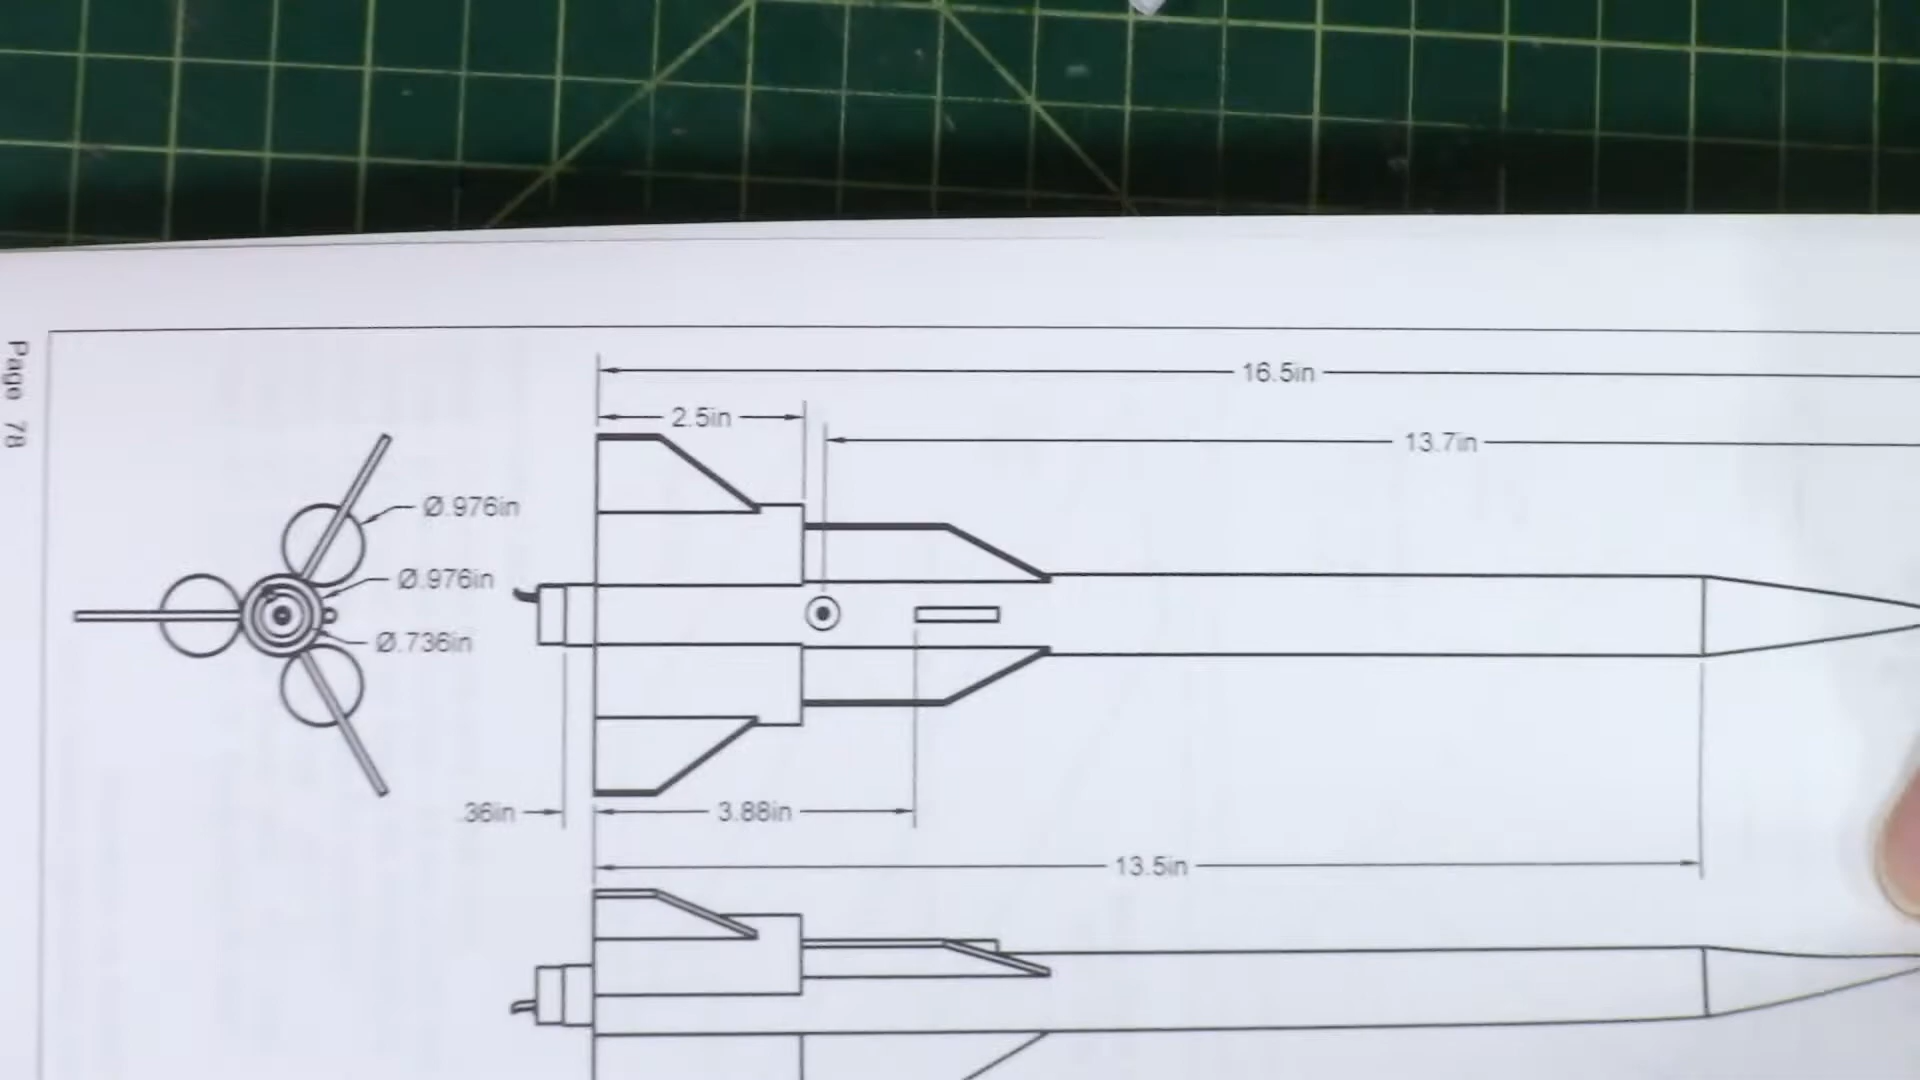 Page 78
16.5in
2.5in
13.7in
Ø.976in
Ø.976in
Ø.736in
.36in
3.88in
13.5in